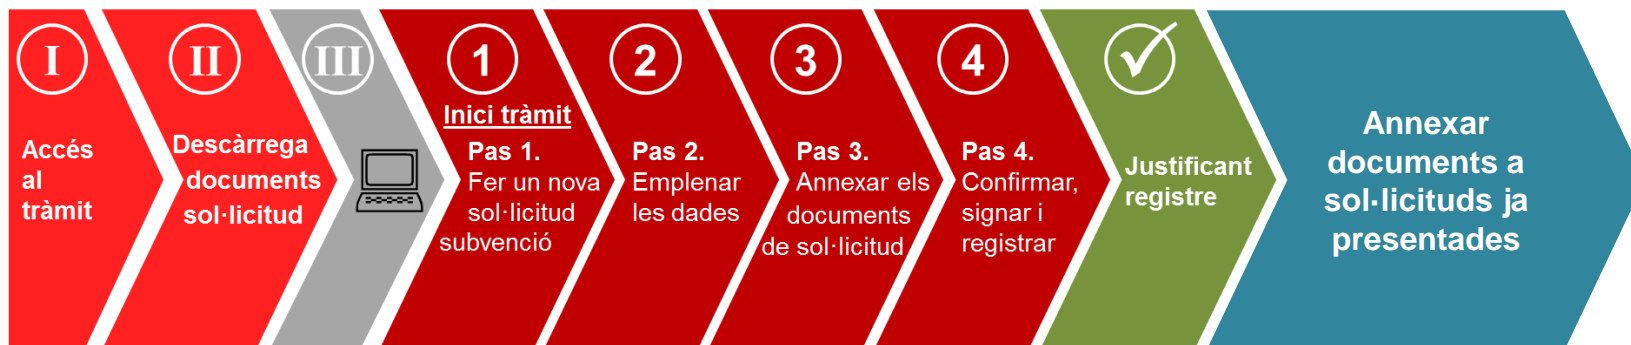 I
Accés
al
tràmit
II
Descàrrega
documents
sol·licitud
III
1
Inici tràmit
Pas 1.
Fer un nova
sol·licitud
subvenció
2
Pas 2.
Emplenar
les dades
3
Pas 3.
Annexar els
documents
de sol·licitud
4
Pas 4.
Confirmar,
signar i
registrar
Justificant
registre
Annexar
documents a
sol·licituds ja
presentades